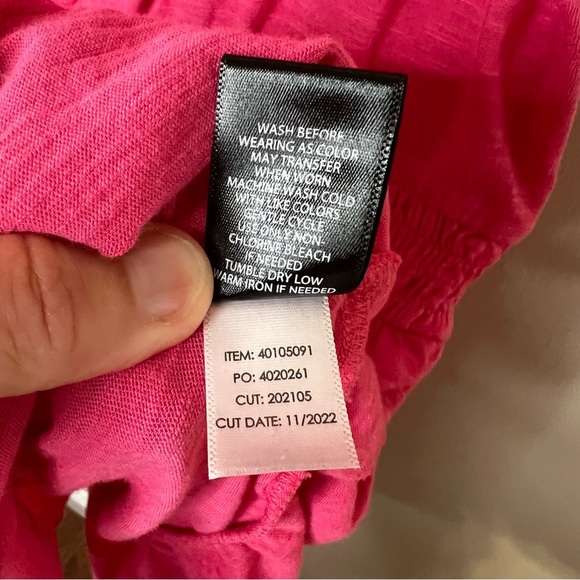 WASH BEFORE
WEARING AS COLOR
MAY TRANSFER
WHEN WORN
MACHINE WASH COLD
WITH LIKE COLORS
GENTLE CYCLE
USE ONLY NON-
CHLORINE BLEACH
IF NEEDED
TUMBLE DRY LOW
WARM IRON IF NEEDED
ITEM: 40105091
PO: 4020261
CUT: 202105
CUT DATE: 11/2022